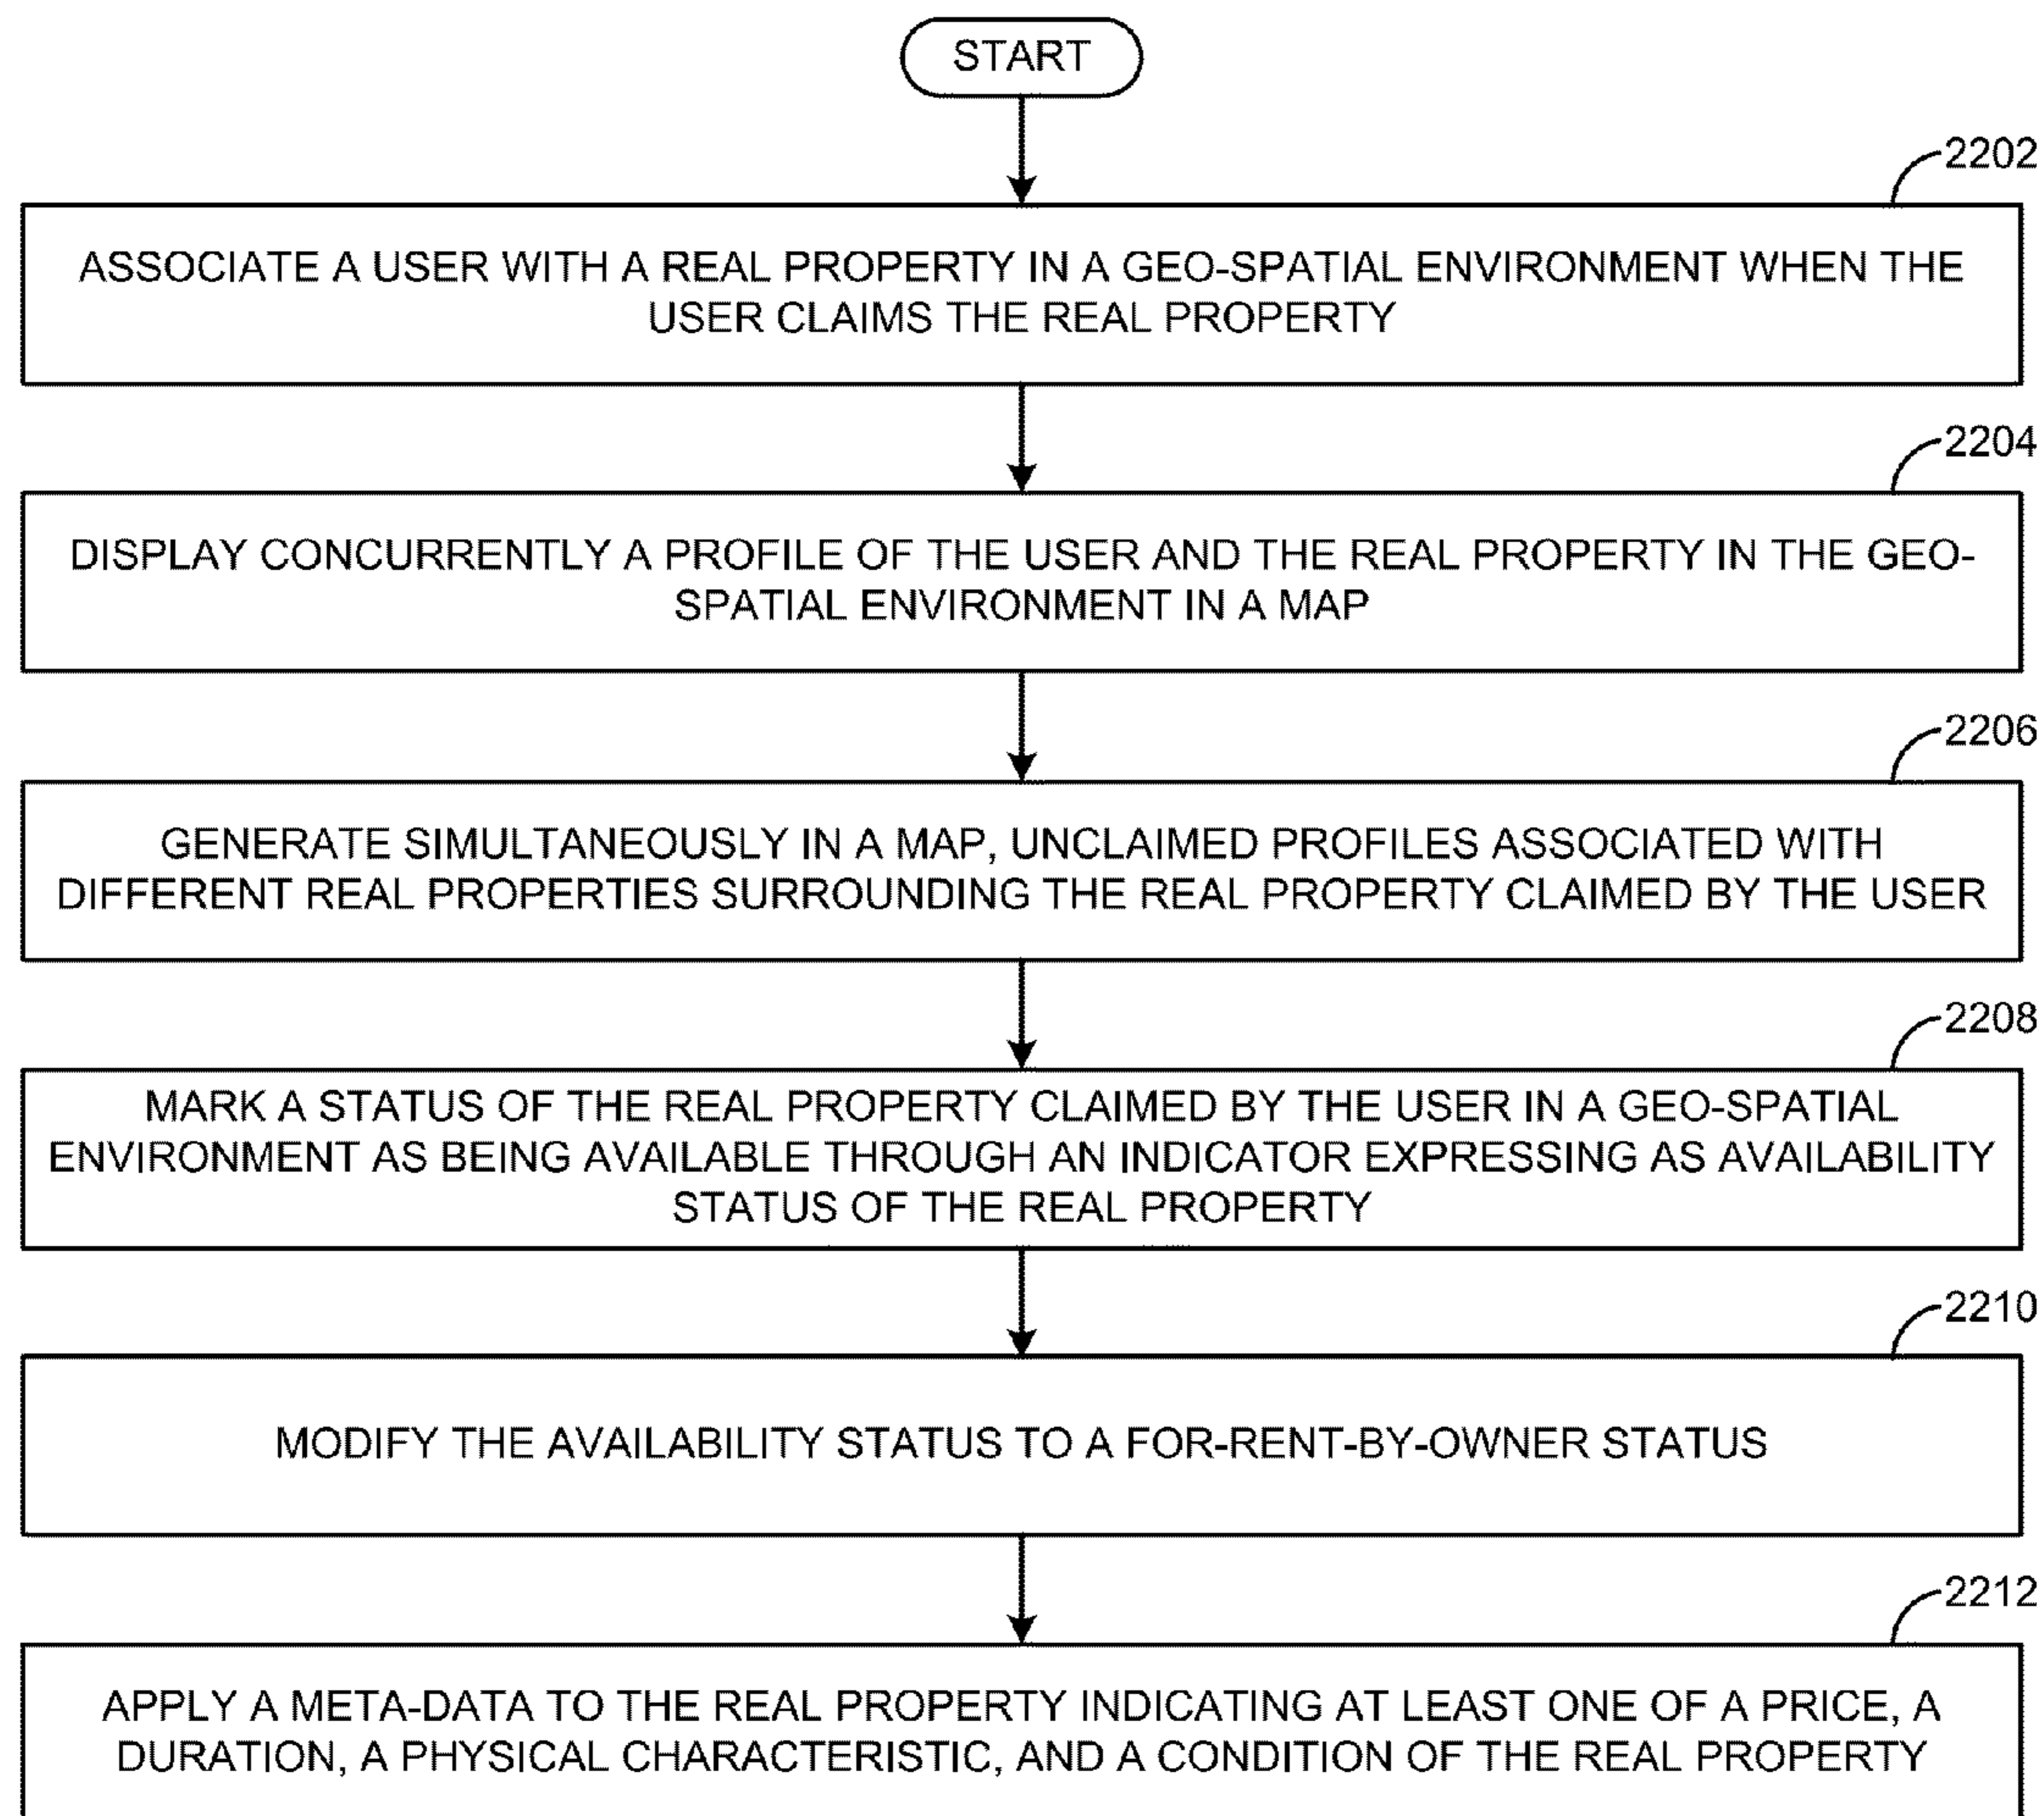 START
2202
ASSOCIATE A USER WITH A REAL PROPERTY IN A GEO-SPATIAL ENVIRONMENT WHEN THE
USER CLAIMS THE REAL PROPERTY
2204
DISPLAY CONCURRENTLY A PROFILE OF THE USER AND THE REAL PROPERTY IN THE GEO-
SPATIAL ENVIRONMENT IN A MAP
2206
GENERATE SIMULTANEOUSLY IN A MAP, UNCLAIMED PROFILES ASSOCIATED WITH
DIFFERENT REAL PROPERTIES SURROUNDING THE REAL PROPERTY CLAIMED BY THE USER
2208
MARK A STATUS OF THE REAL PROPERTY CLAIMED BY THE USER IN A GEO-SPATIAL
ENVIRONMENT AS BEING AVAILABLE THROUGH AN INDICATOR EXPRESSING AS AVAILABILITY
STATUS OF THE REAL PROPERTY
2210
MODIFY THE AVAILABILITY STATUS TO A FOR-RENT-BY-OWNER STATUS
2212
APPLY A META-DATA TO THE REAL PROPERTY INDICATING AT LEAST ONE OF A PRICE, A
DURATION, A PHYSICAL CHARACTERISTIC, AND A CONDITION OF THE REAL PROPERTY